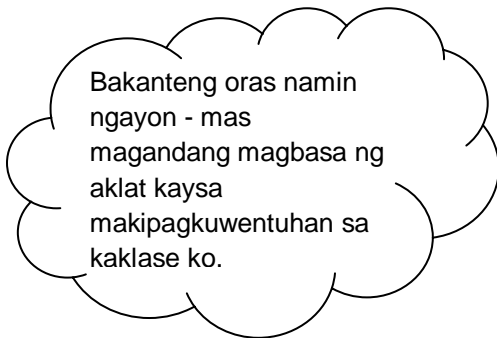 Bakanteng oras namin
ngayon - mas
magandang magbasa ng
aklat kaysa
makipagkuwentuhan sa
kaklase ko.